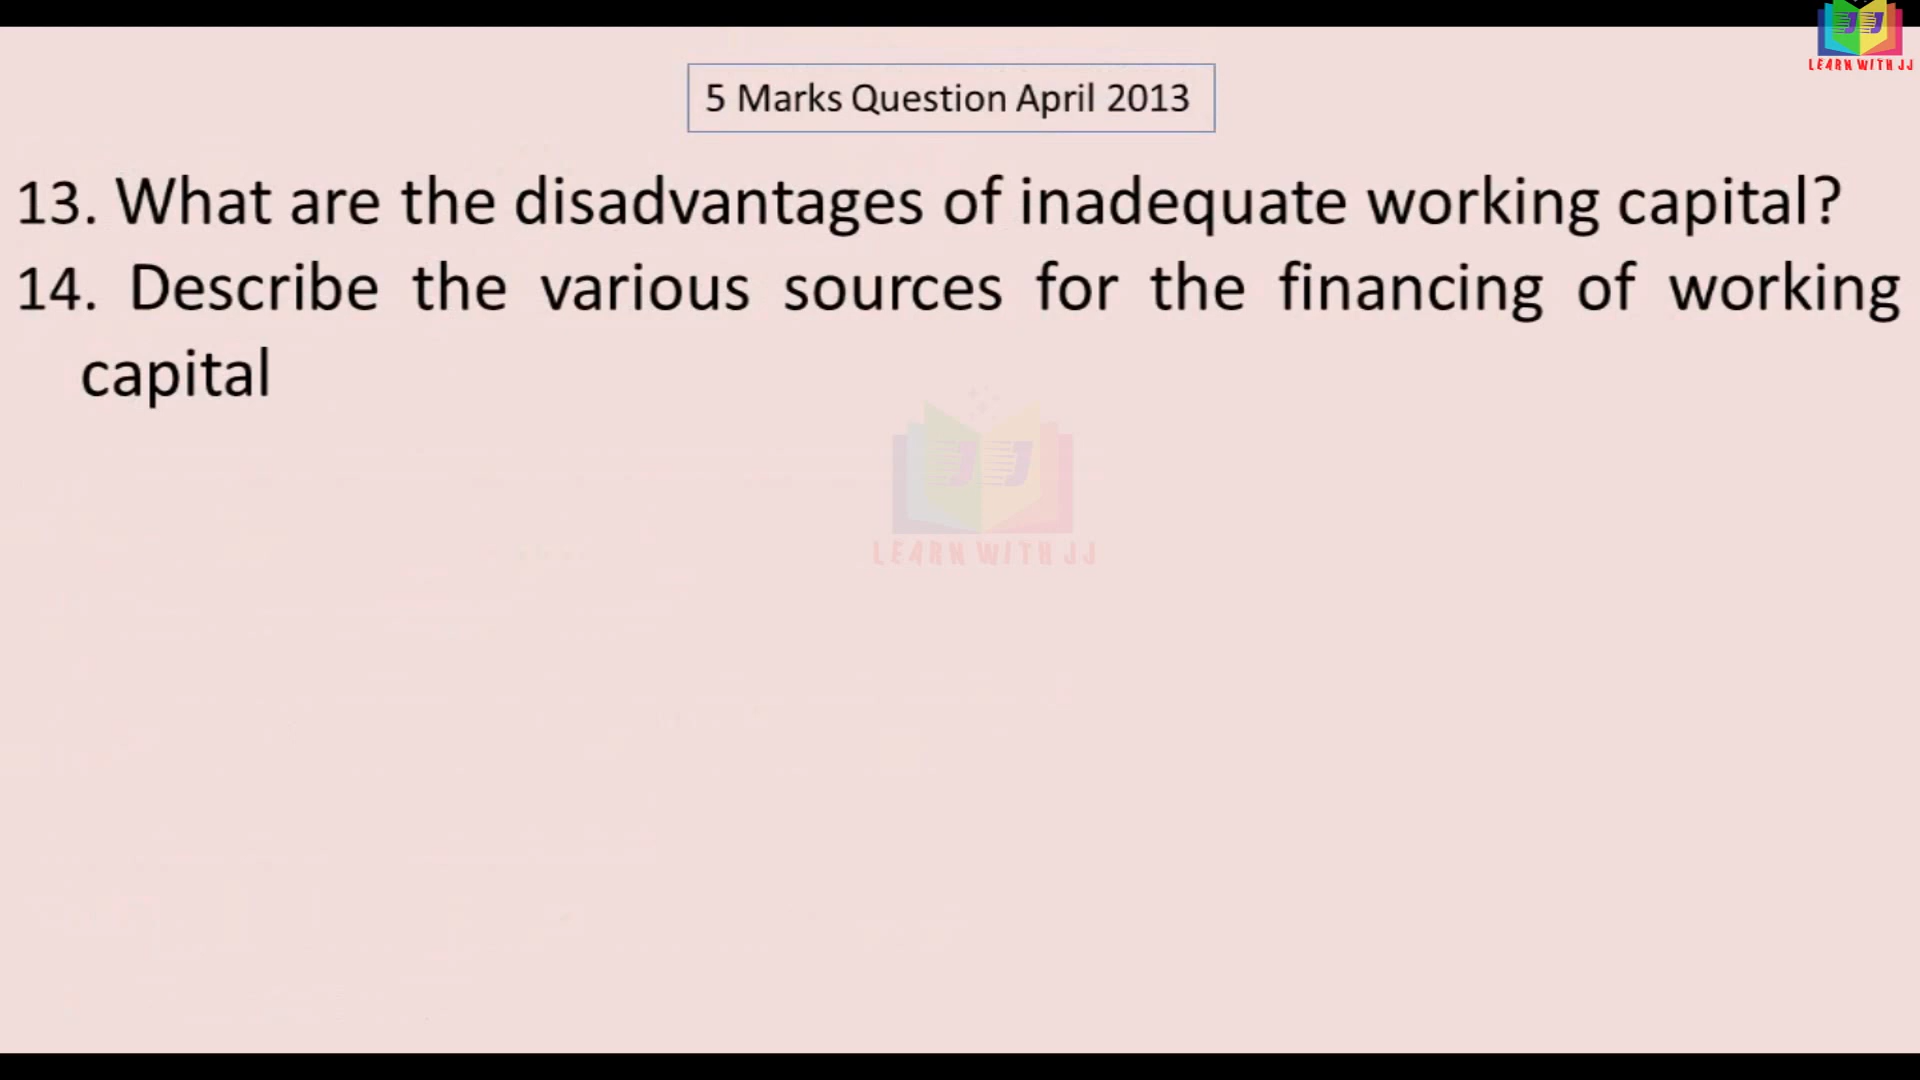 LEARN WITH JJ
5 Marks Question April 2013
13. What are the disadvantages of inadequate working capital?
14. Describe the various sources for the financing of working
capital
JJ
LEARN WITH JJ